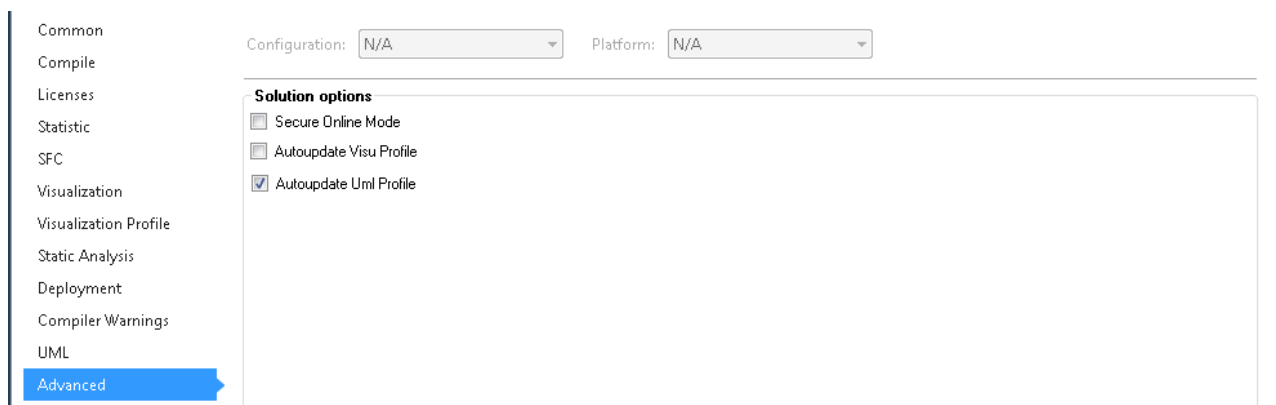 Common
Compile
Licenses
Statistic
SFC
Visualization
Visualization Profile
Static Analysis
Deployment
Compiler Warnings
UML
Advanced
Configuration: N/A Platform: N/A
Solution options
Secure Online Mode
Autoupdate Visu Profile
Autoupdate Uml Profile